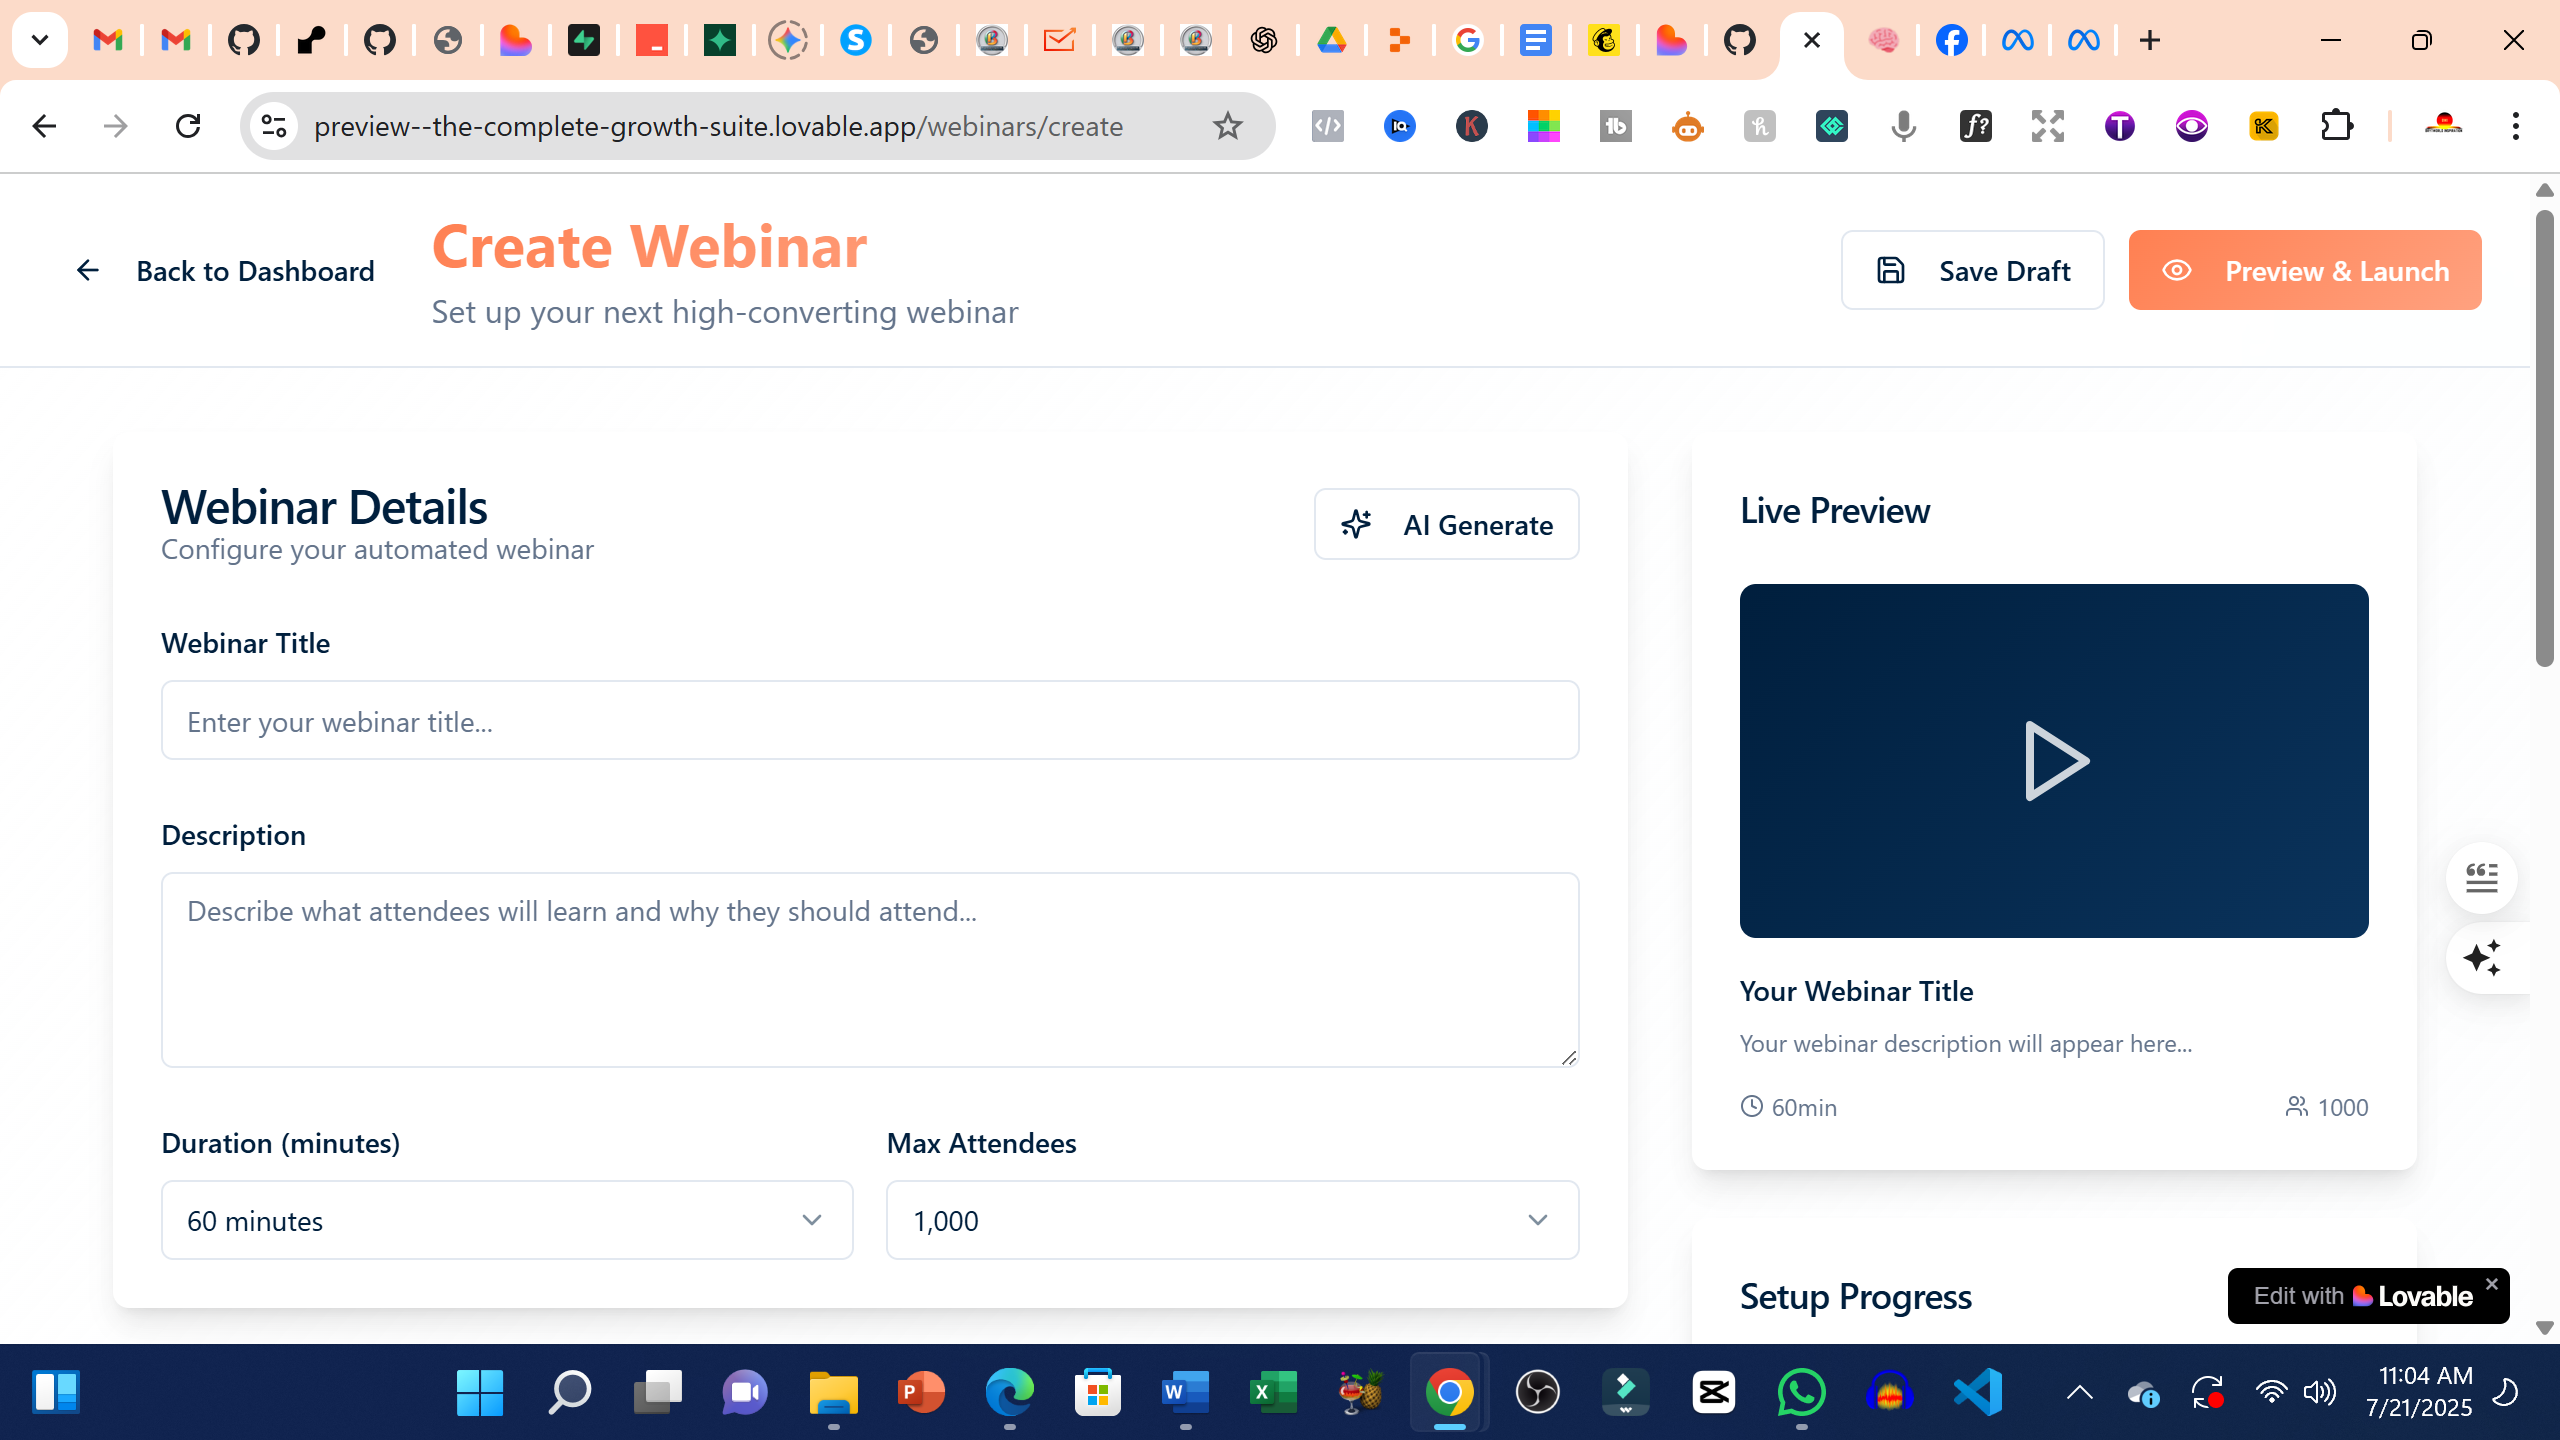 preview--the-complete-growth-suite.lovable.app/webinars/create
Back to Dashboard
Create Webinar
Set up your next high-converting webinar
Save Draft
Preview & Launch
Webinar Details
Configure your automated webinar
AI Generate
Webinar Title
Enter your webinar title...
Description
Describe what attendees will learn and why they should attend...
Duration (minutes)
Max Attendees
60 minutes
1,000
Live Preview
Your Webinar Title
Your webinar description will appear here...
60min
1000
Setup Progress
Edit with Lovable
11:04 AM
7/21/2025